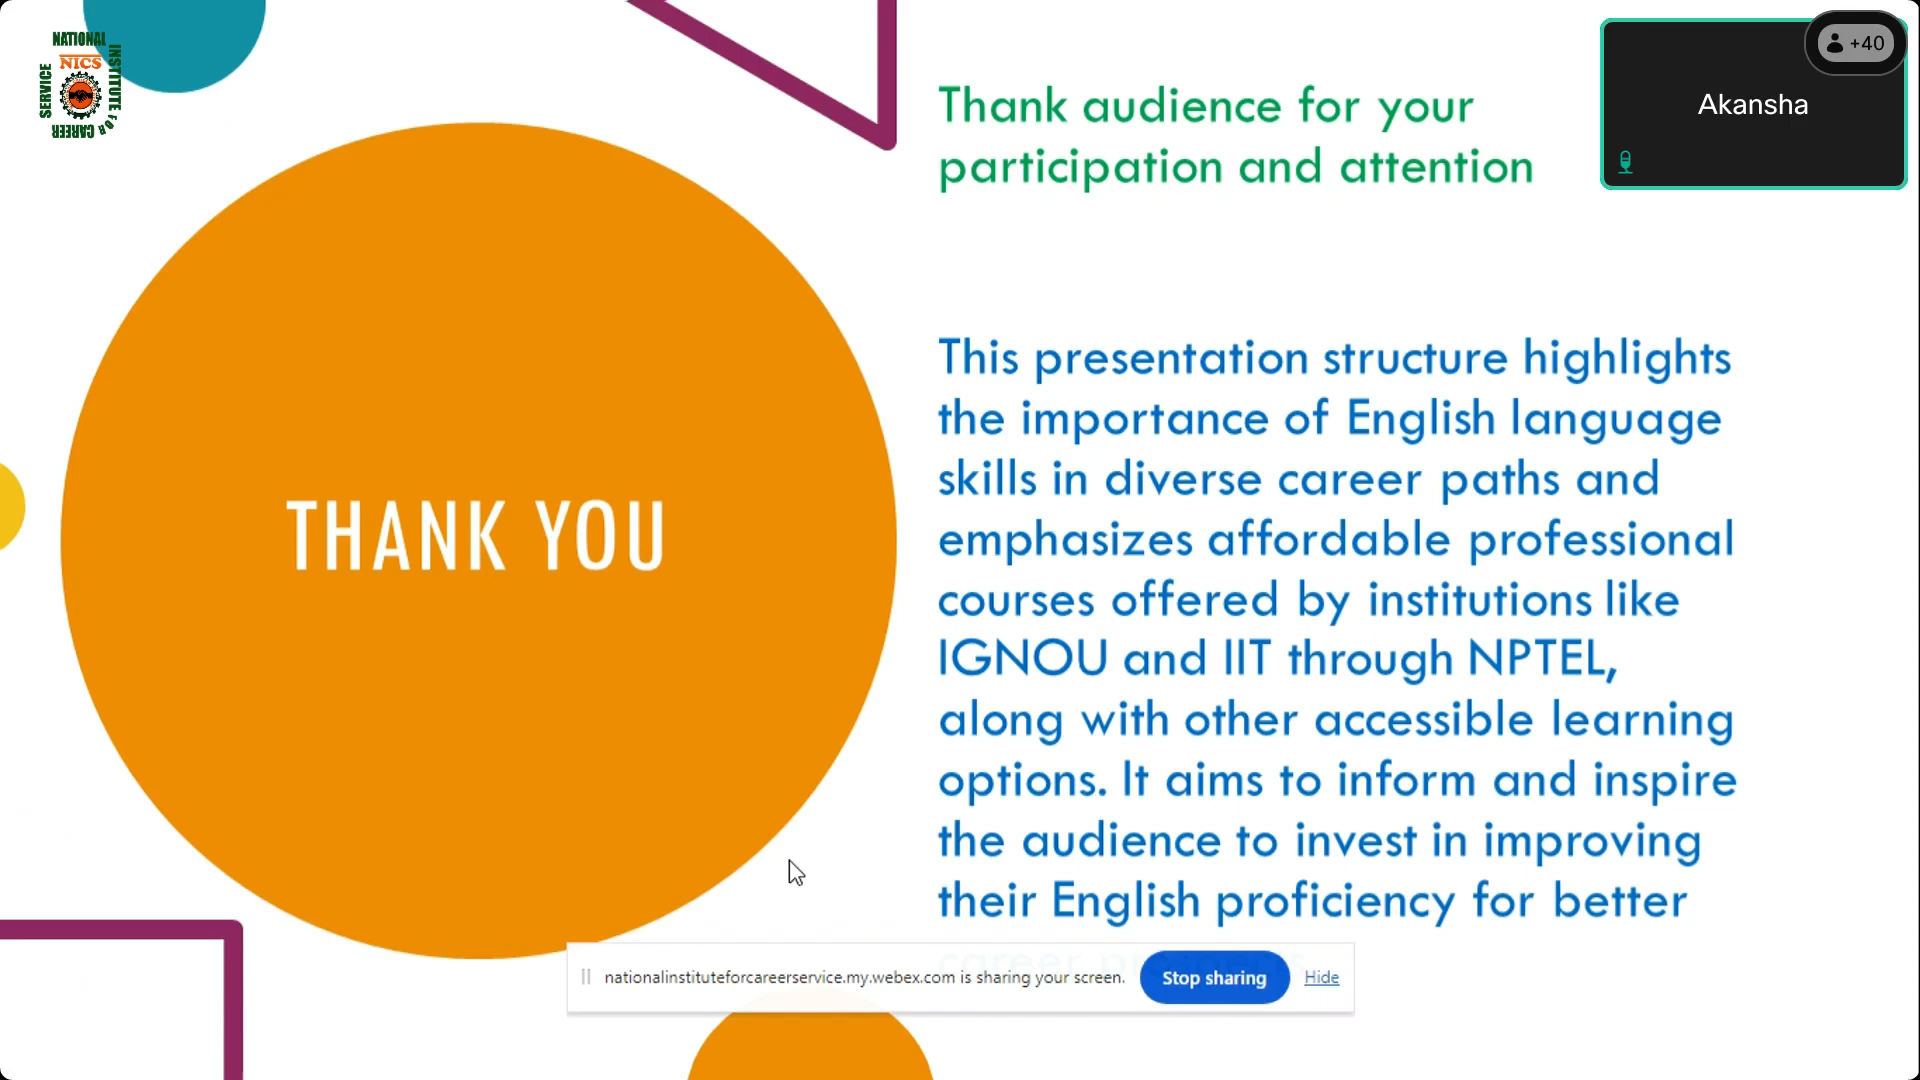 NATIONAL
INSTITUTE
FOR
CAREER
SERVICE
NICS
+40
Akansha
Thank audience for your
participation and attention
THANK YOU
This presentation structure highlights
the importance of English language
skills in diverse career paths and
emphasizes affordable professional
courses offered by institutions like
IGNOU and IIT through NPTEL,
along with other accessible learning
options. It aims to inform and inspire
the audience to invest in improving
their English proficiency for better
career
nationalinstituteforcareerservice.my.webex.com is sharing your screen.
Stop sharing
Hide